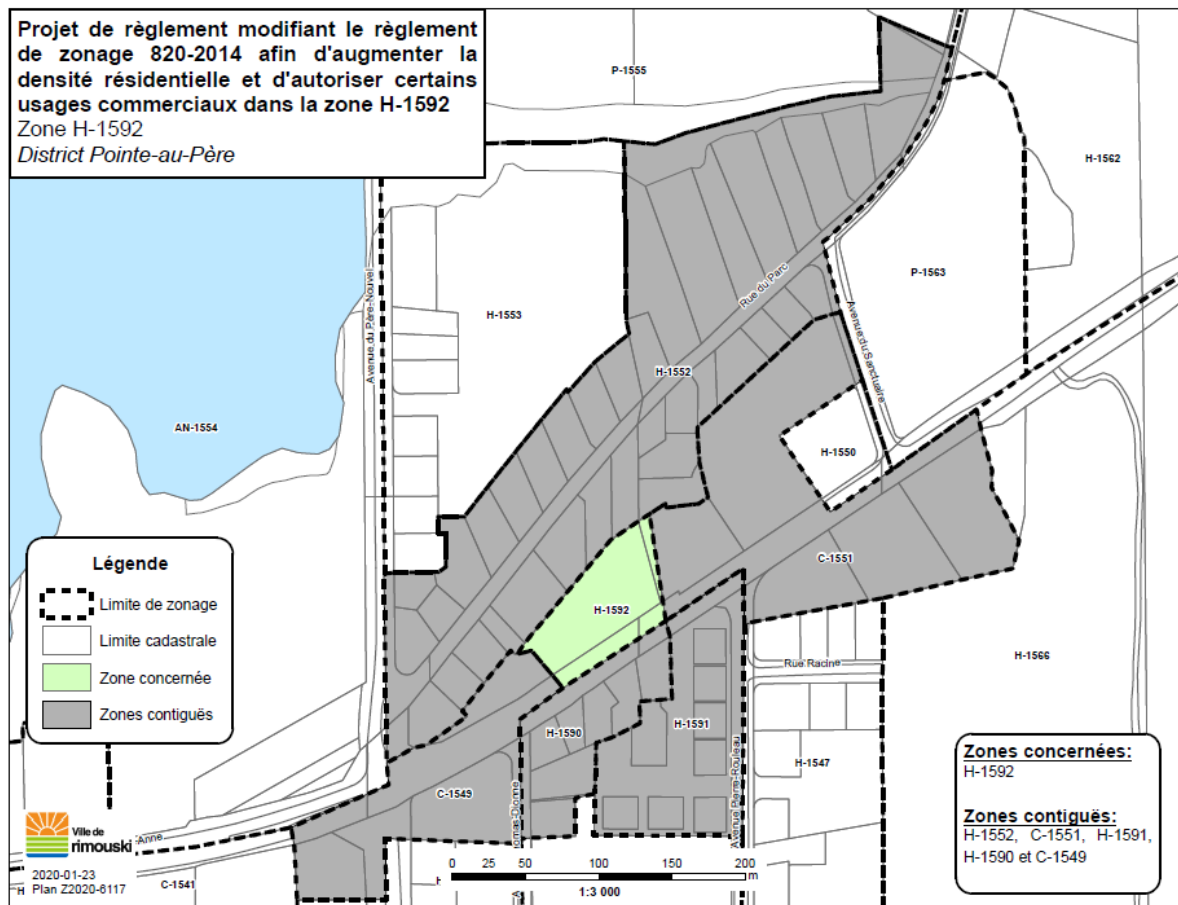 Projet de règlement modifiant le règlement
de zonage 820-2014 afin d'augmenter la
densité résidentielle et d'autoriser certains
usages commerciaux dans la zone H-1592
Zone H-1592
District Pointe-au-Père
P-1555
H-1562
P-1563
Avenue du Père-Nouvel
H-1553
Rue du Parc
Avenue du Sanctuaire
H-1552
AN-1554
H-1550
C-1551
Légende
Limite de zonage
Limite cadastrale
Zone concernée
Zones contiguës
H-1592
Rue Racine
H-1566
H-1590
H-1591
H-1547
Avenue Pierre-Rouleau
C-1549
omas-Dionne
A
Anne
H
C-1541
H
Zones concernées:
H-1592
Zones contiguës:
H-1552, C-1551, H-1591,
H-1590 et C-1549
Ville de
rimouski
2020-01-23
Plan Z2020-6117
0 25 50 100 150 200
m
1:3 000